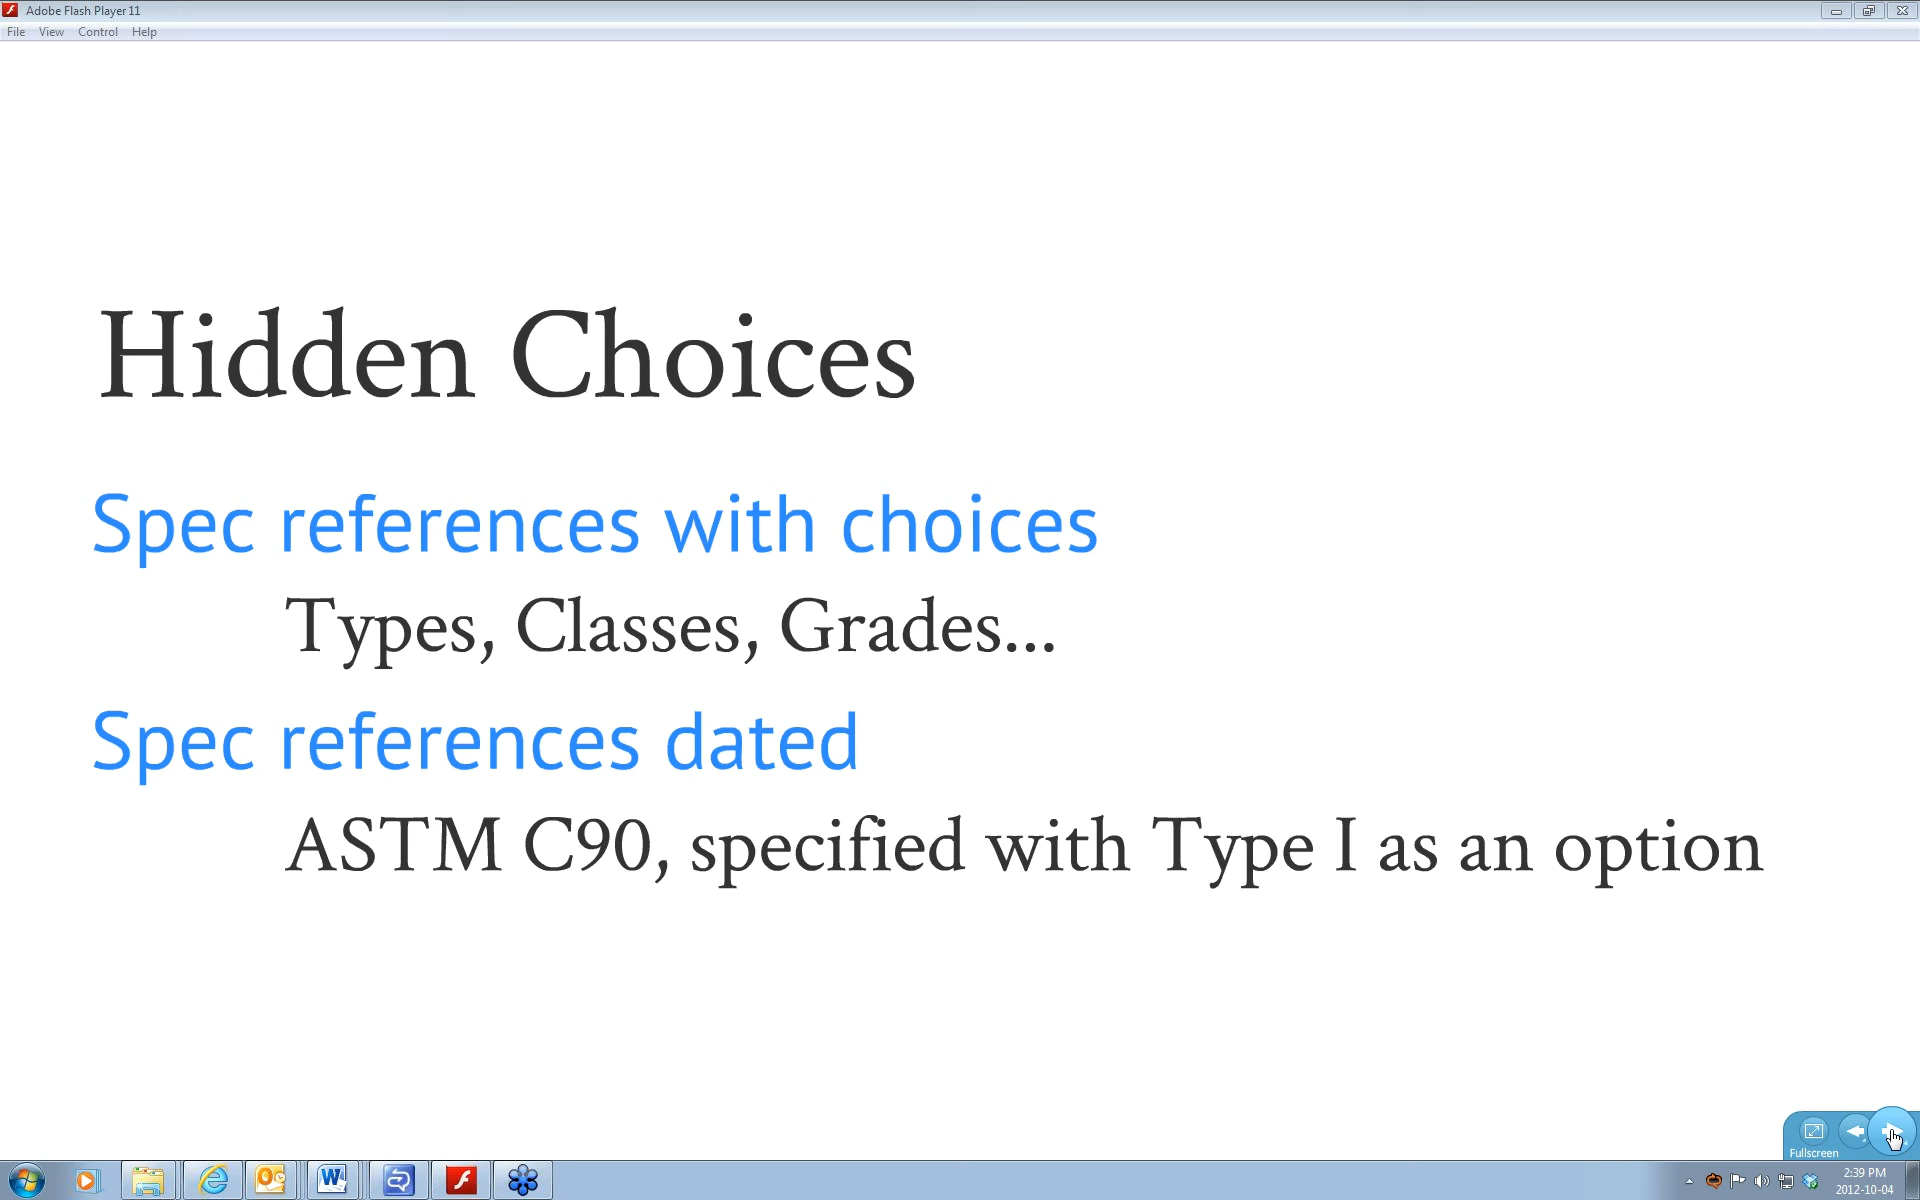 Adobe Flash Player 11
File View Control Help
Hidden Choices
Spec references with choices
Types, Classes, Grades...
Spec references dated
ASTM C90, specified with Type I as an option
Fullscreen
2:39 PM
2012-10-04